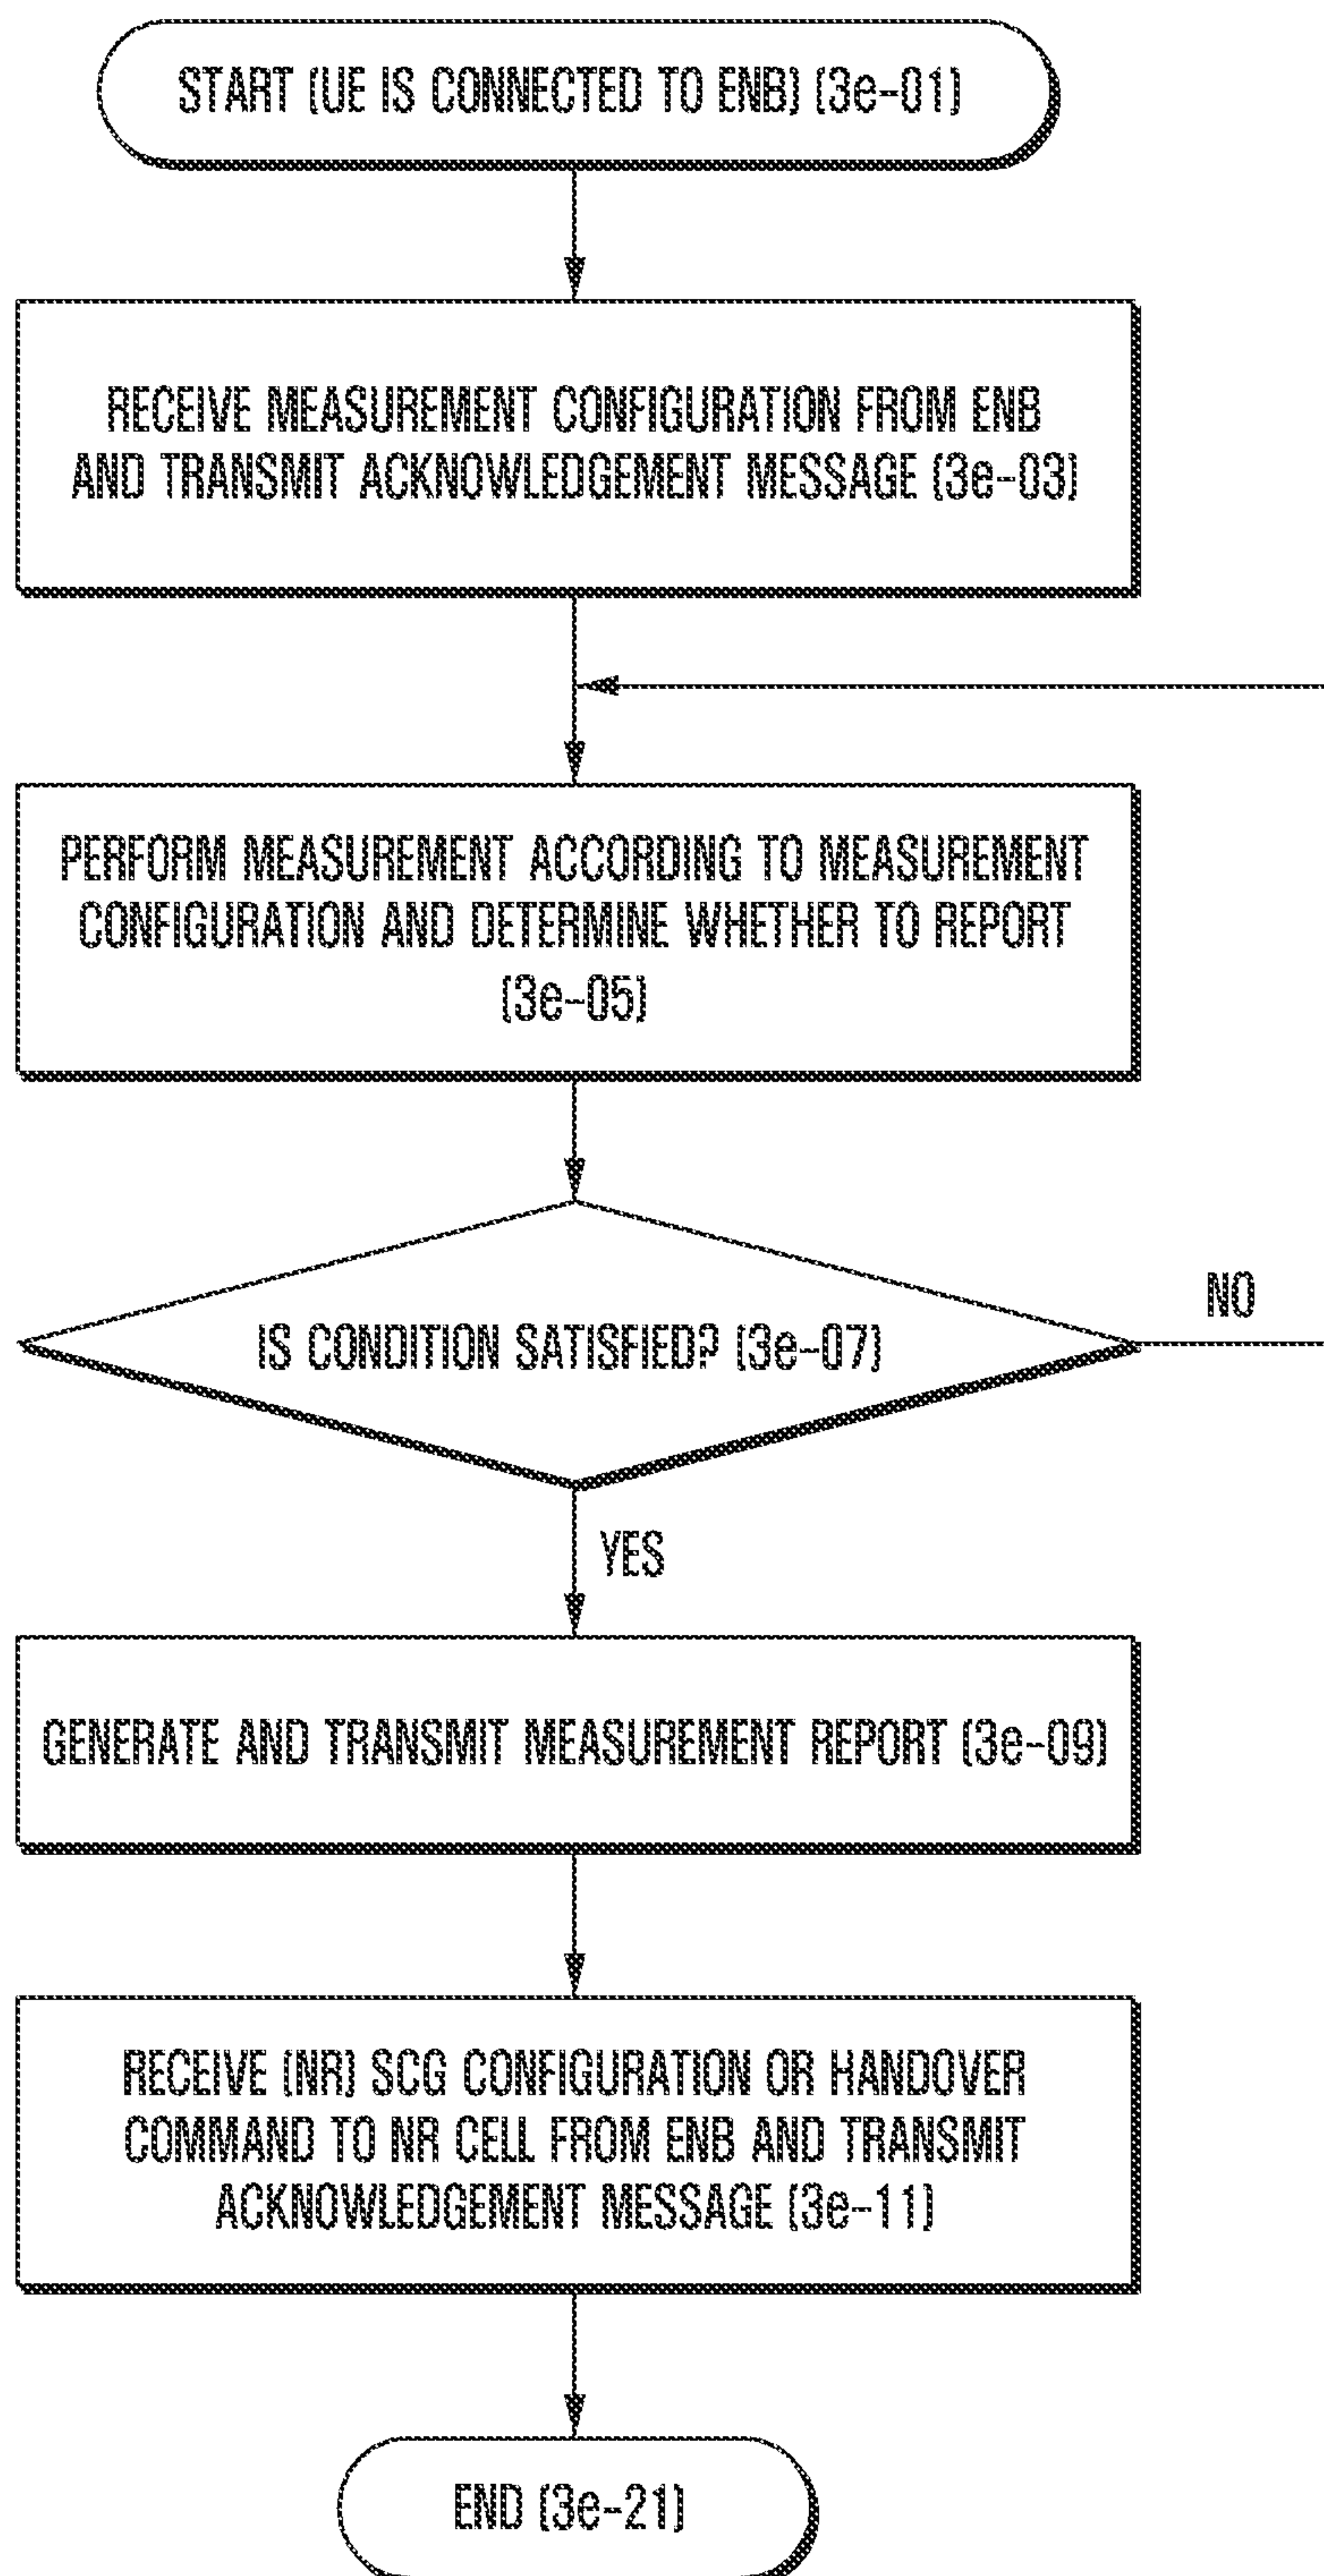 START (UE IS CONNECTED TO ENB) (3e-01)
RECEIVE MEASUREMENT CONFIGURATION FROM ENB
AND TRANSMIT ACKNOWLEDGEMENT MESSAGE (3e-03)
PERFORM MEASUREMENT ACCORDING TO MEASUREMENT
CONFIGURATION AND DETERMINE WHETHER TO REPORT
(3e-05)
IS CONDITION SATISFIED? (3e-07)
NO
YES
GENERATE AND TRANSMIT MEASUREMENT REPORT (3e-09)
RECEIVE (NR) SCG CONFIGURATION OR HANDOVER
COMMAND TO NR CELL FROM ENB AND TRANSMIT
ACKNOWLEDGEMENT MESSAGE (3e-11)
END (3e-21)